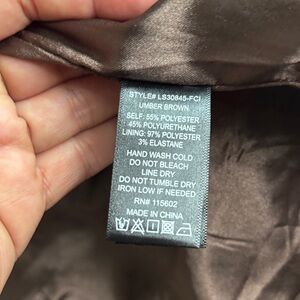 STYLE# LS30845-FCI
UMBER BROWN
SELF: 55% POLYESTER
45% POLYURETHANE
LINING: 97% POLYESTER
3% ELASTANE
HAND WASH COLD
DO NOT BLEACH
LINE DRY
DO NOT TUMBLE DRY
IRON LOW IF NEEDED
RN# 115602
MADE IN CHINA